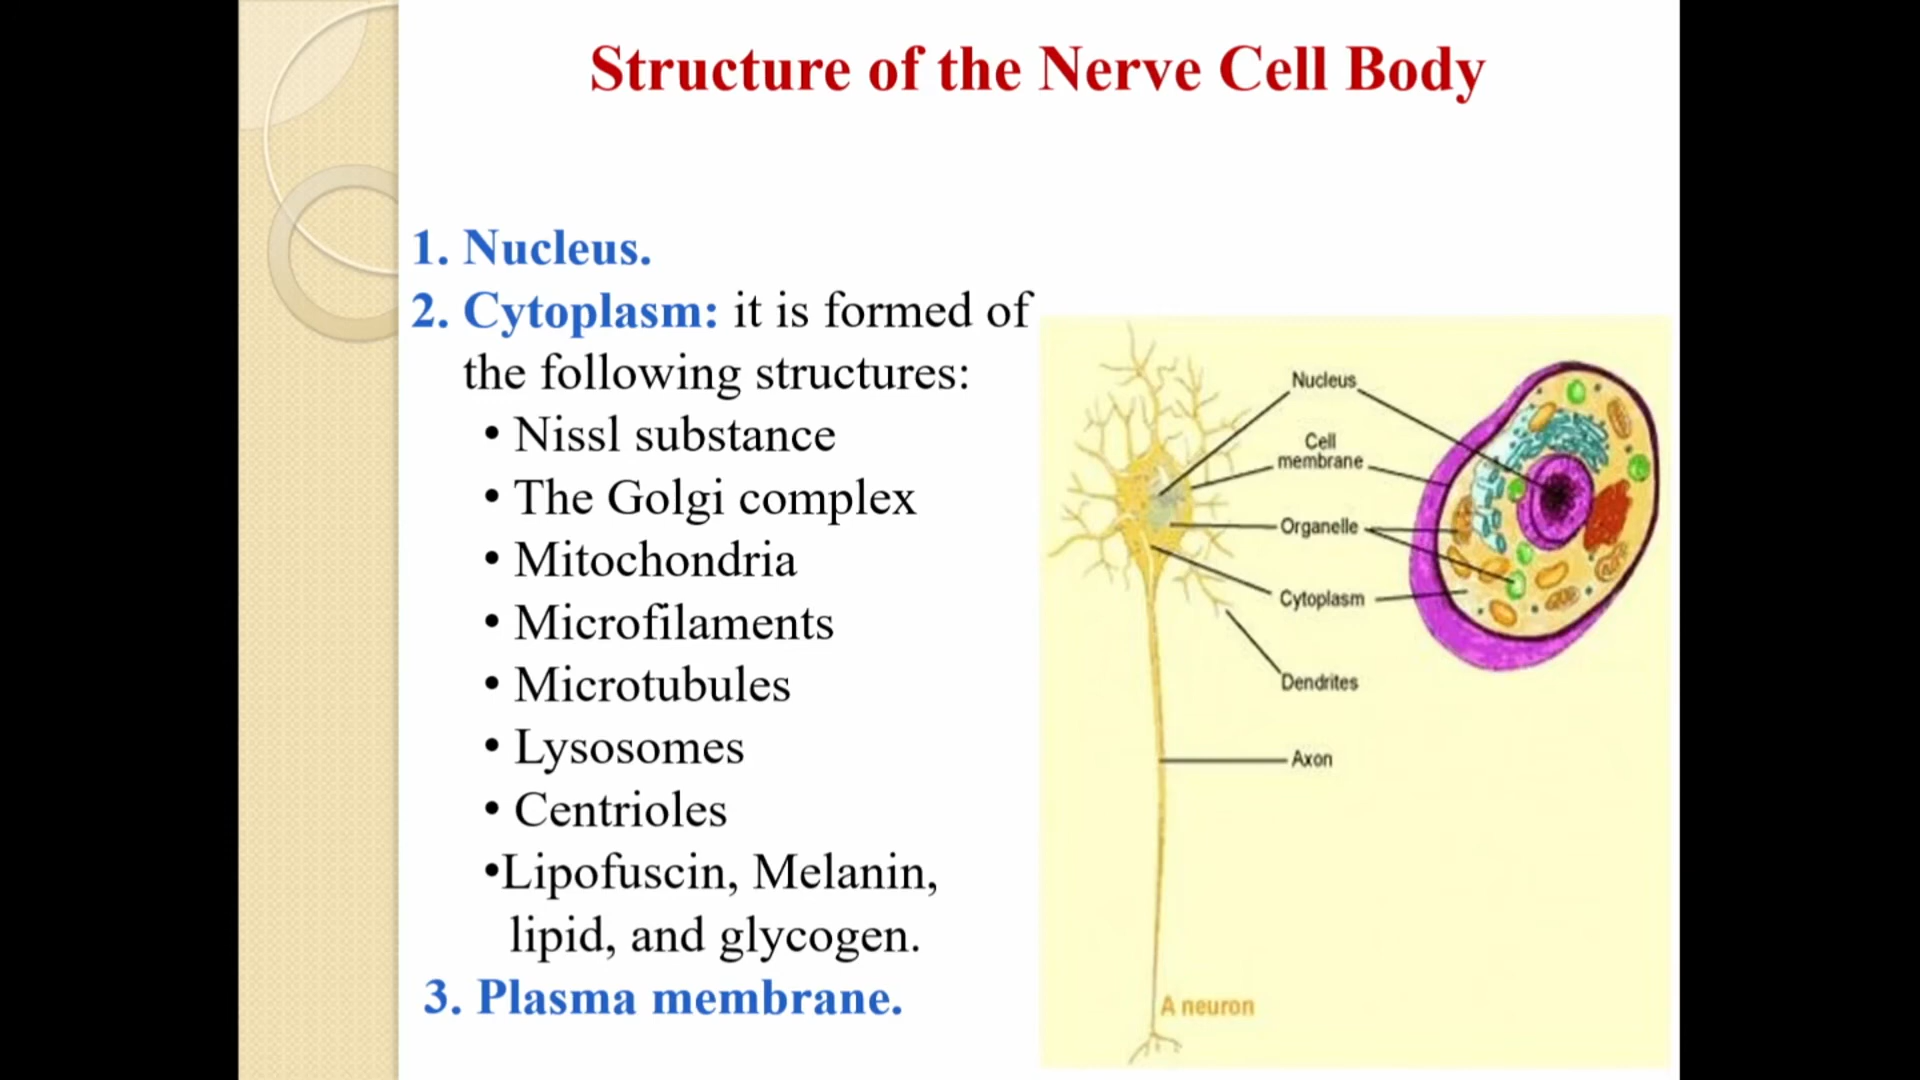 Structure of the Nerve Cell Body
1. Nucleus.
2. Cytoplasm: it is formed of
the following structures:
• Nissl substance
• The Golgi complex
• Mitochondria
• Microfilaments
• Microtubules
• Lysosomes
• Centrioles
•Lipofuscin, Melanin,
lipid, and glycogen.
3. Plasma membrane.
Nucleus
Cell
membrane
Organelle
Cytoplasm
Dendrites
Axon
A neuron